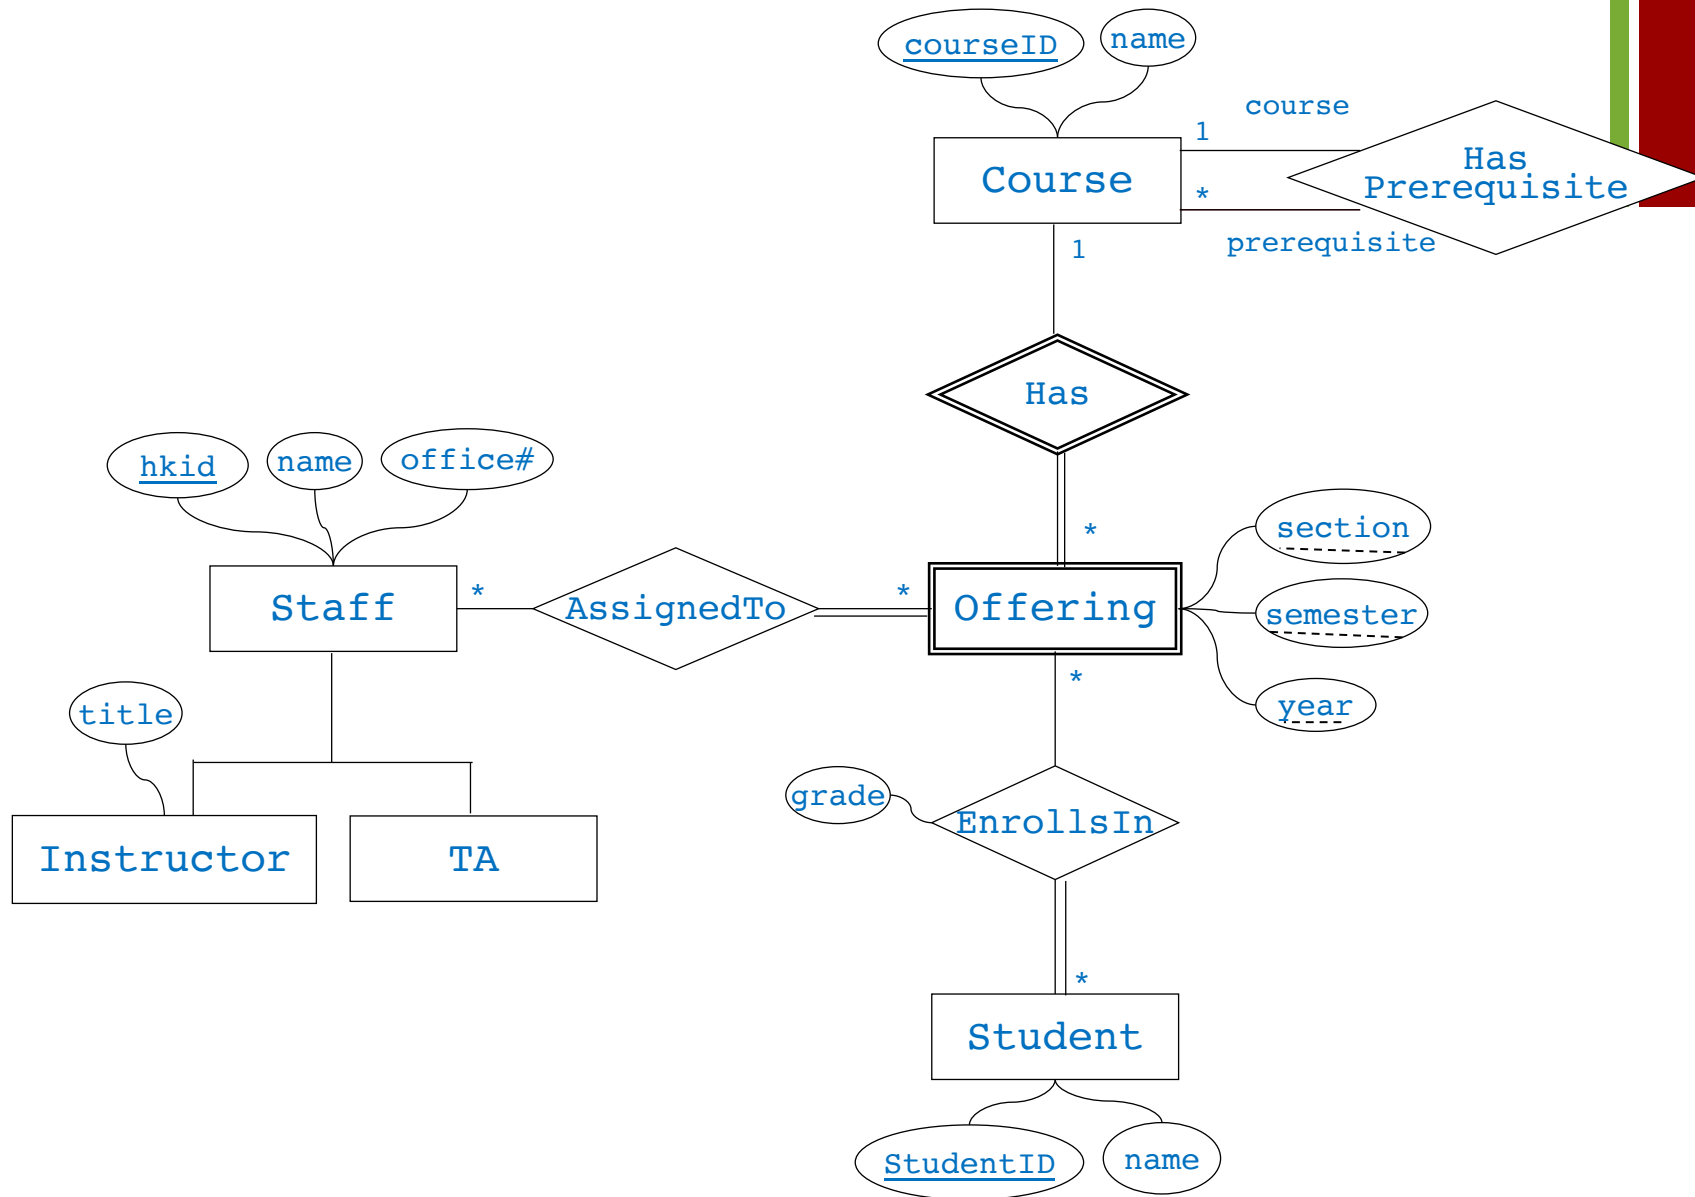 courseID
name
course
1
Has
Prerequisite
Course
*
prerequisite
1
Has
hkid
name
office#
*
section
Staff
*
AssignedTo
*
Offering
semester
*
year
title
grade
EnrollsIn
Instructor
TA
*
Student
StudentID
name